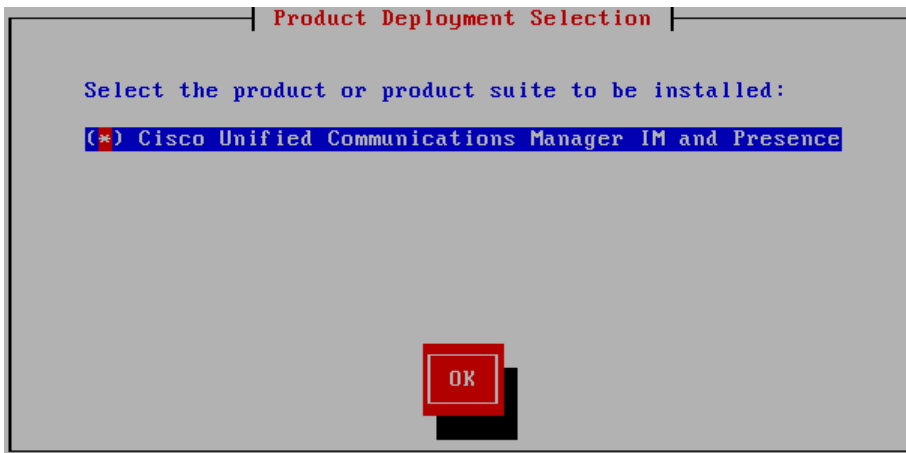 Product Deployment Selection
Select the product or product suite to be installed:
(*) Cisco Unified Communications Manager IM and Presence
OK